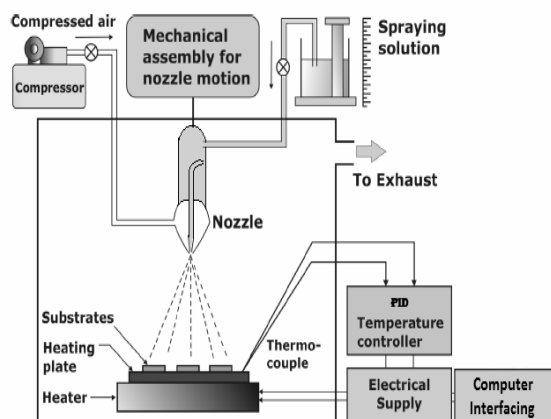 Compressed air
Compressor
Mechanical
assembly for
nozzle motion
Spraying
solution
To Exhaust
Nozzle
Substrates
Heating
plate
Heater
Thermo-
couple
PID
Temperature
controller
Electrical
Supply
Computer
Interfacing